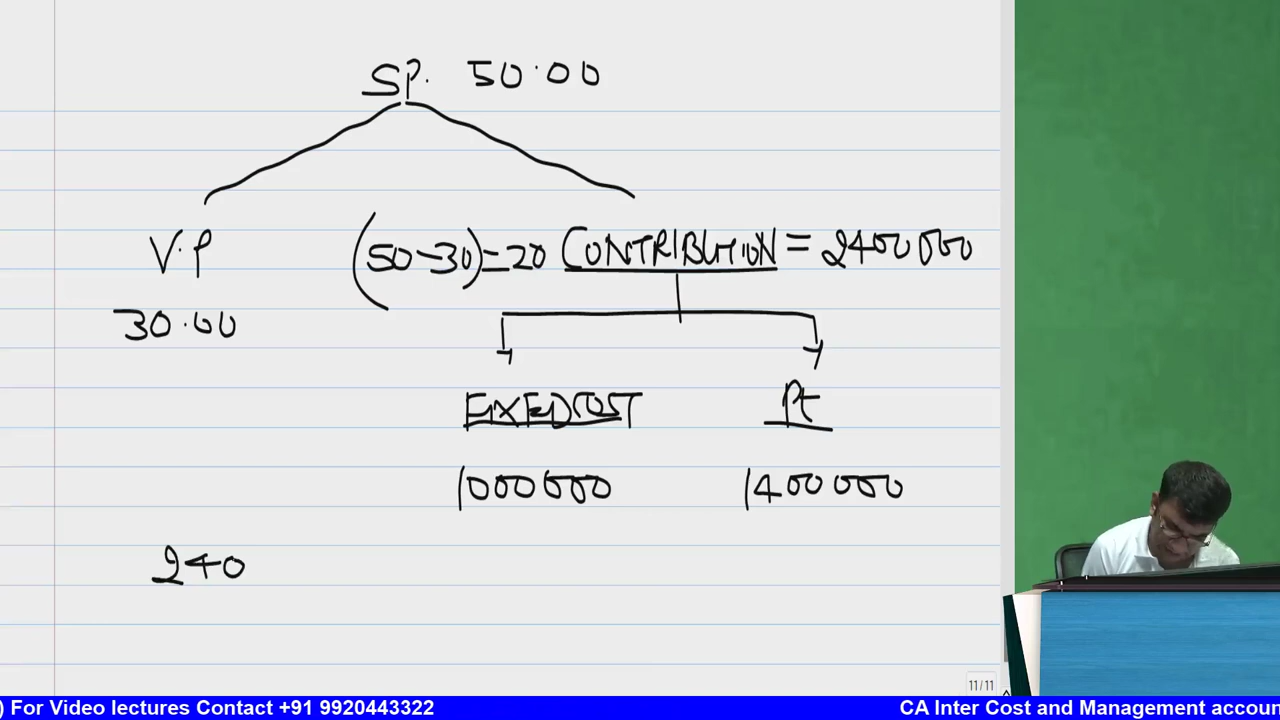 SP. 50.00
V.P (50-30)=20 CONTRIBUTION = 2400000
30.00
FIXED COST Pt
1000000 1400000
240
11/11
) For Video lectures Contact +91 9920443322 CA Inter Cost and Management accoun